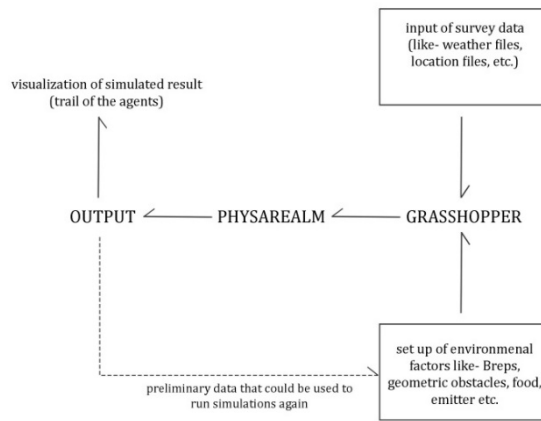 input of survey data
(like- weather files,
location files, etc.)
visualization of simulated result
(trail of the agents)
OUTPUT
PHYSAREALM
GRASSHOPPER
set up of environmenal
factors like- Breps,
geometric obstacles, food,
emitter etc.
preliminary data that could be used to
run simulations again